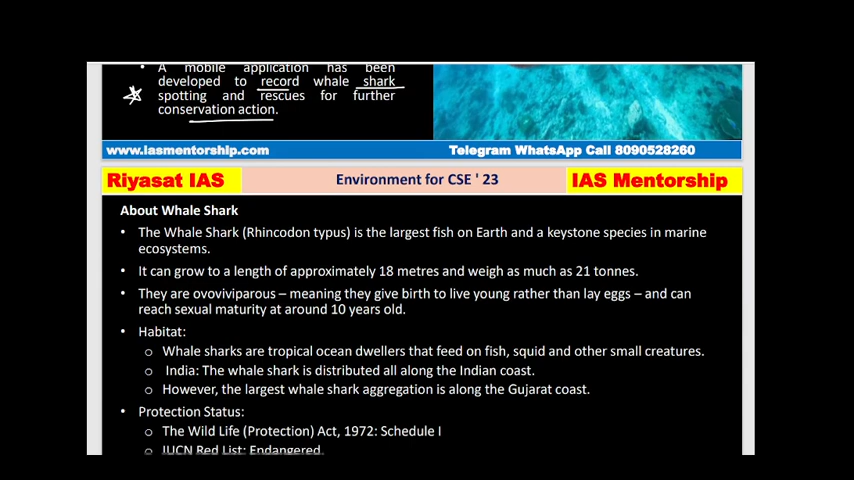 • A mobile application has been
developed to record whale shark
spotting and rescues for further
conservation action.
www.iasmentorship.com
Telegram WhatsApp Call 8090528260
Riyasat IAS
Environment for CSE ' 23
IAS Mentorship
About Whale Shark
• The Whale Shark (Rhincodon typus) is the largest fish on Earth and a keystone species in marine
ecosystems.
• It can grow to a length of approximately 18 metres and weigh as much as 21 tonnes.
• They are ovoviviparous – meaning they give birth to live young rather than lay eggs – and can
reach sexual maturity at around 10 years old.
• Habitat:
o Whale sharks are tropical ocean dwellers that feed on fish, squid and other small creatures.
o India: The whale shark is distributed all along the Indian coast.
o However, the largest whale shark aggregation is along the Gujarat coast.
• Protection Status:
o The Wild Life (Protection) Act, 1972: Schedule I
o IUCN Red List: Endangered